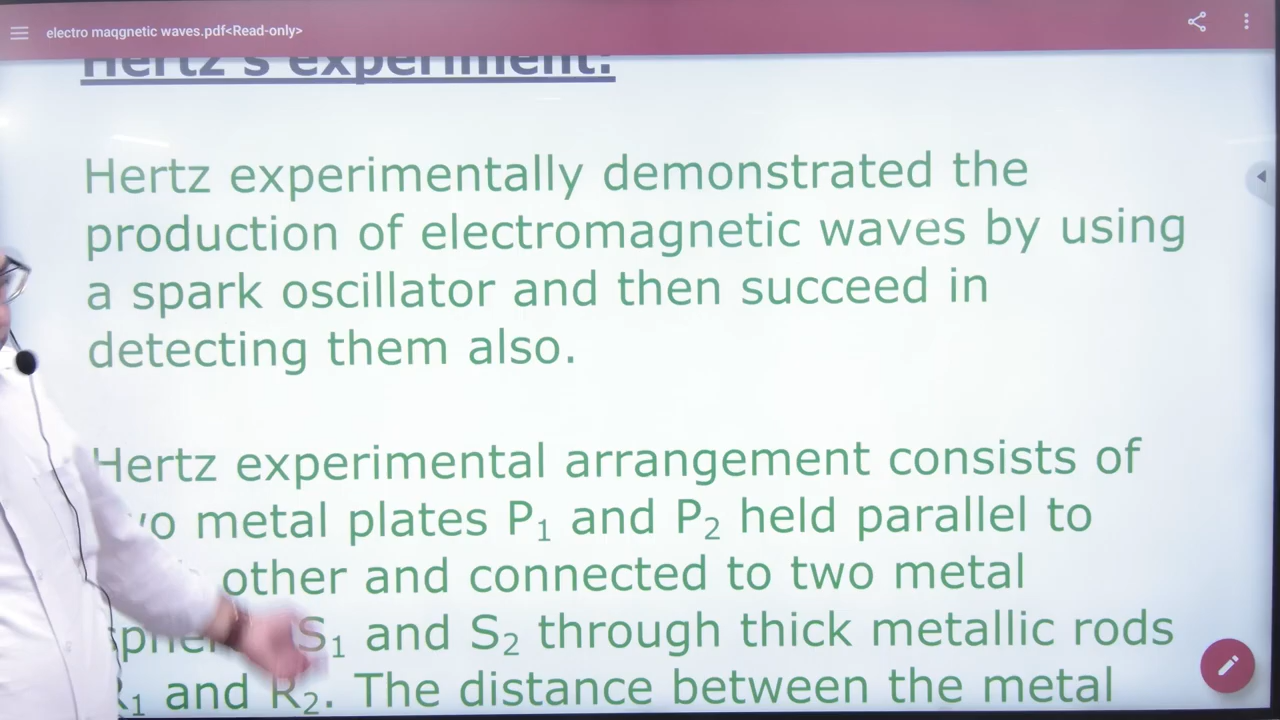 electro maqgnetic waves.pdf<Read-only>
Hertz's experiment:
Hertz experimentally demonstrated the
production of electromagnetic waves by using
a spark oscillator and then succeed in
detecting them also.
Hertz experimental arrangement consists of
metal plates P₁ and P₂ held parallel to
other and connected to two metal
S₁ and S₂ through thick metallic rods
R₁ and R₂. The distance between the metal